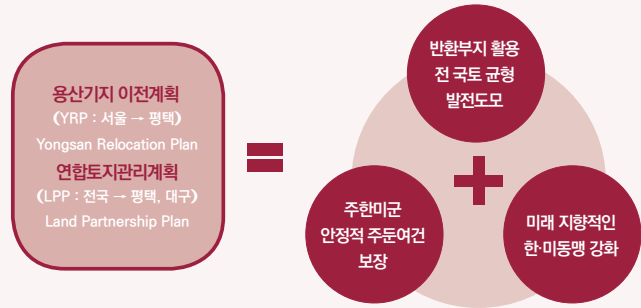 용산기지 이전계획
(YRP : 서울 → 평택)
Yongsan Relocation Plan
연합토지관리계획
(LPP : 전국 → 평택, 대구)
Land Partnership Plan
=
반환부지 활용
전 국토 균형
발전도모
+
주한미군
안정적 주둔여건
보장
미래 지향적인
한·미동맹 강화